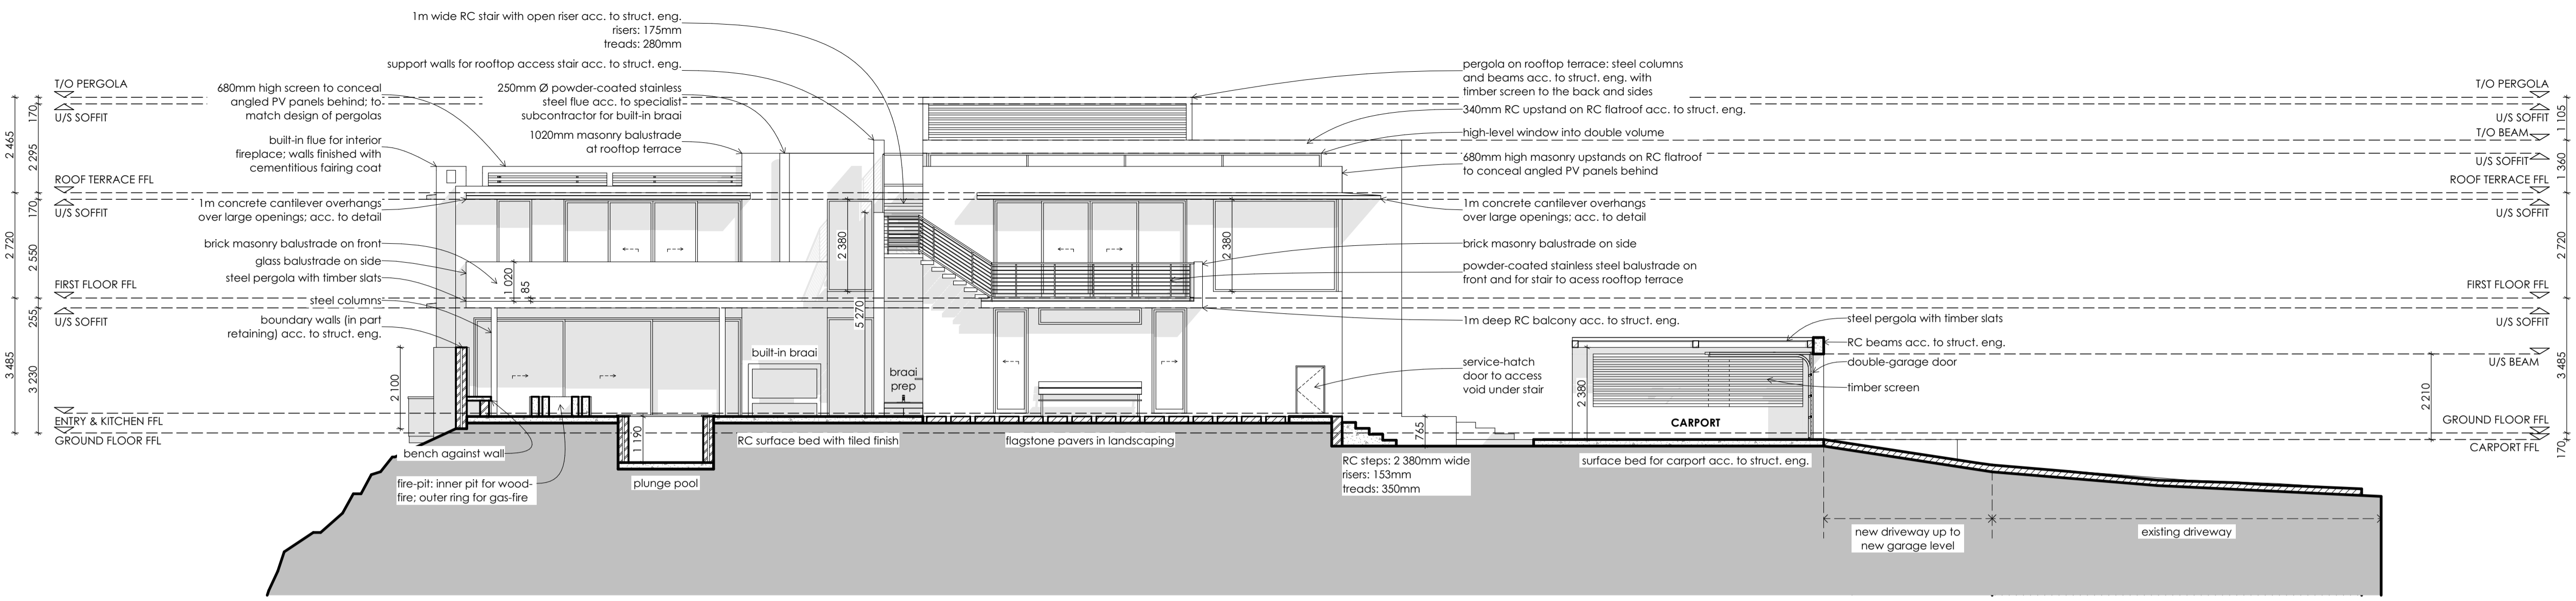 1m wide RC stair with open riser acc. to struct. eng.
risers: 175mm
treads: 280mm
support walls for rooftop access stair acc. to struct. eng.
T/O PERGOLA
U/S SOFFIT
680mm high screen to conceal
angled PV panels behind; to
match design of pergolas
250mm Ø powder-coated stainless
steel flue acc. to specialist
subcontractor for built-in braai
built-in flue for interior
fireplace; walls finished with
cementitious fairing coat
1020mm masonry balustrade
at rooftop terrace
ROOF TERRACE FFL
U/S SOFFIT
1m concrete cantilever overhangs
over large openings; acc. to detail
brick masonry balustrade on front
glass balustrade on side
steel pergola with timber slats
FIRST FLOOR FFL
steel columns
U/S SOFFIT
boundary walls (in part
retaining) acc. to struct. eng.
ENTRY & KITCHEN FFL
GROUND FLOOR FFL
2 465
2 720
3 485
170
2 295
170
2 550
255
3 230
2 100
1 020
85
2 380
5 270
2 380
1 190
765
2 380
2 210
built-in braai
braai
prep
bench against wall
fire-pit: inner pit for wood-
fire; outer ring for gas-fire
plunge pool
RC surface bed with tiled finish
flagstone pavers in landscaping
pergola on rooftop terrace: steel columns
and beams acc. to struct. eng. with
timber screen to the back and sides
340mm RC upstand on RC flatroof acc. to struct. eng.
high-level window into double volume
680mm high masonry upstands on RC flatroof
to conceal angled PV panels behind
1m concrete cantilever overhangs
over large openings; acc. to detail
brick masonry balustrade on side
powder-coated stainless steel balustrade on
front and for stair to acess rooftop terrace
1m deep RC balcony acc. to struct. eng.
service-hatch
door to access
void under stair
RC steps: 2 380mm wide
risers: 153mm
treads: 350mm
steel pergola with timber slats
RC beams acc. to struct. eng.
double-garage door
timber screen
CARPORT
surface bed for carport acc. to struct. eng.
new driveway up to
new garage level
existing driveway
T/O PERGOLA
U/S SOFFIT
T/O BEAM
U/S SOFFIT
ROOF TERRACE FFL
U/S SOFFIT
FIRST FLOOR FFL
U/S SOFFIT
U/S BEAM
GROUND FLOOR FFL
CARPORT FFL
1 105
1 360
2 720
3 485
170